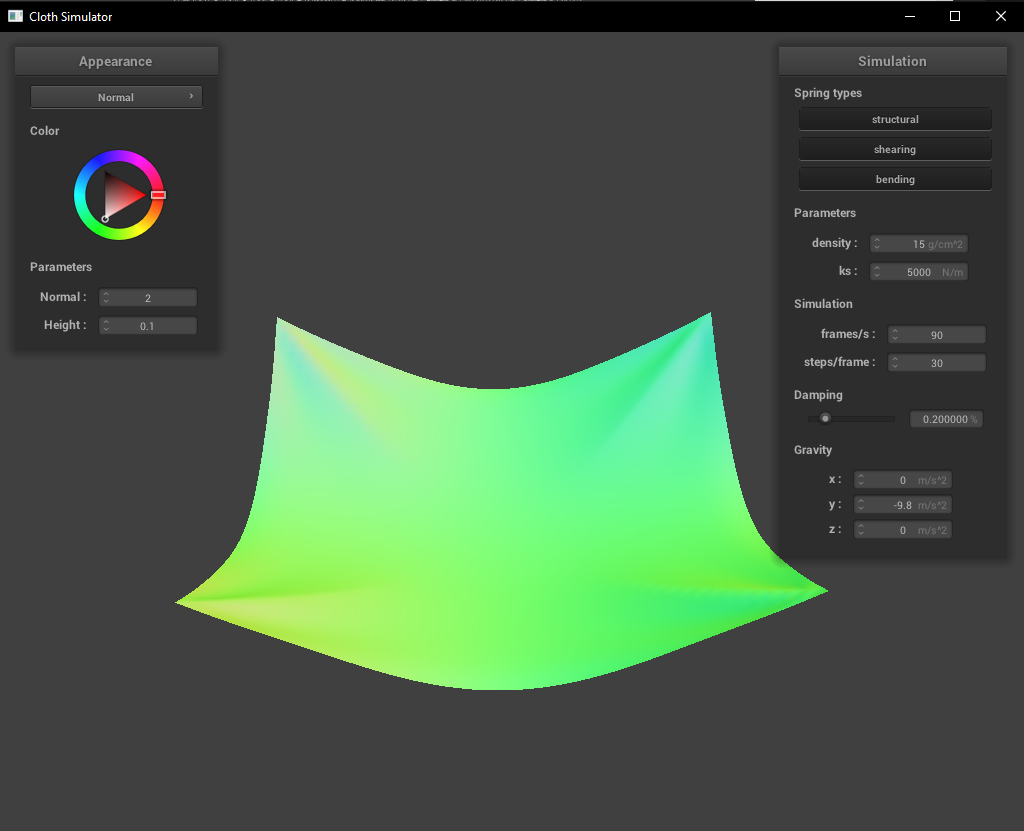 Cloth Simulator
Appearance
Normal
Color
Parameters
Normal : 2
Height : 0.1
Simulation
Spring types
structural
shearing
bending
Parameters
density : 15 g/cm^2
ks : 5000 N/m
Simulation
frames/s : 90
steps/frame : 30
Damping
0.200000 %
Gravity
x : 0 m/s^2
y : -9.8 m/s^2
z : 0 m/s^2